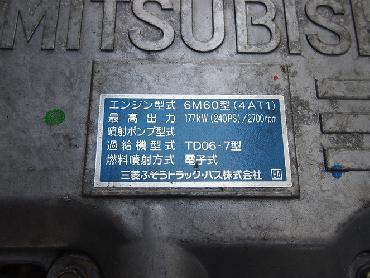 MITSUBIS
エンジン型式 6M60型(4AT1)
最高出力 177kW(240PS)/2700rpm
噴射ポンプ型式
過給機型式 TD06-7型
燃料噴射方式 電子式
三菱ふそうトラック・バス株式会社